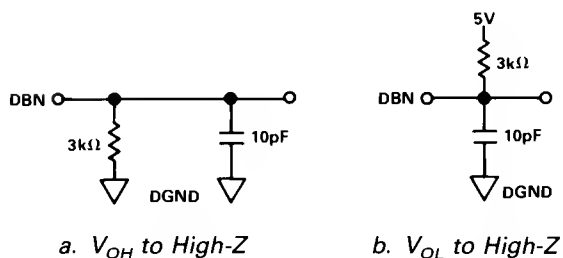 DBN
3kΩ
10pF
DGND
a. VOH to High-Z
5V
3kΩ
DBN
10pF
DGND
b. VOL to High-Z